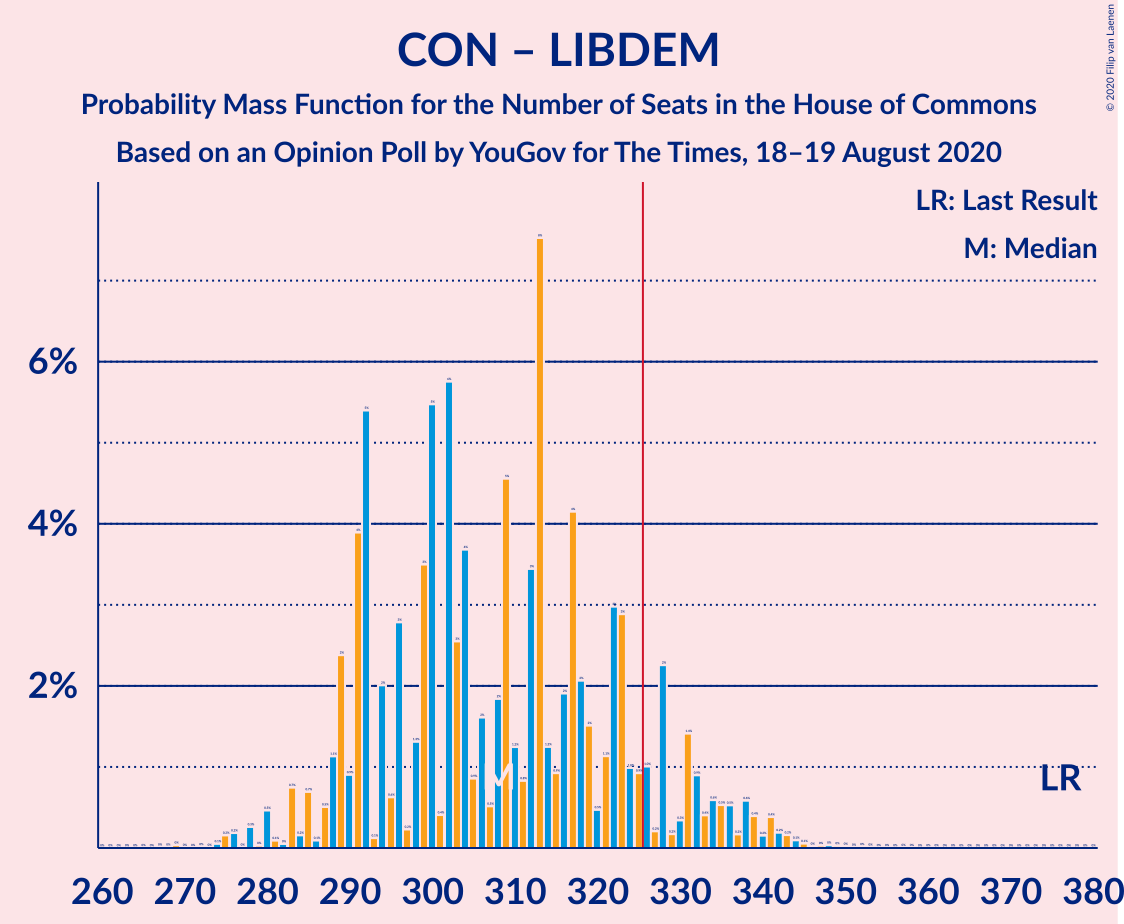 CON – LIBDEM
Probability Mass Function for the Number of Seats in the House of Commons
Based on an Opinion Poll by YouGov for The Times, 18–19 August 2020
© 2020 Filip van Laenen
LR: Last Result
M: Median
6%
4%
2%
M
LR
260 270 280 290 300 310 320 330 340 350 360 370 380